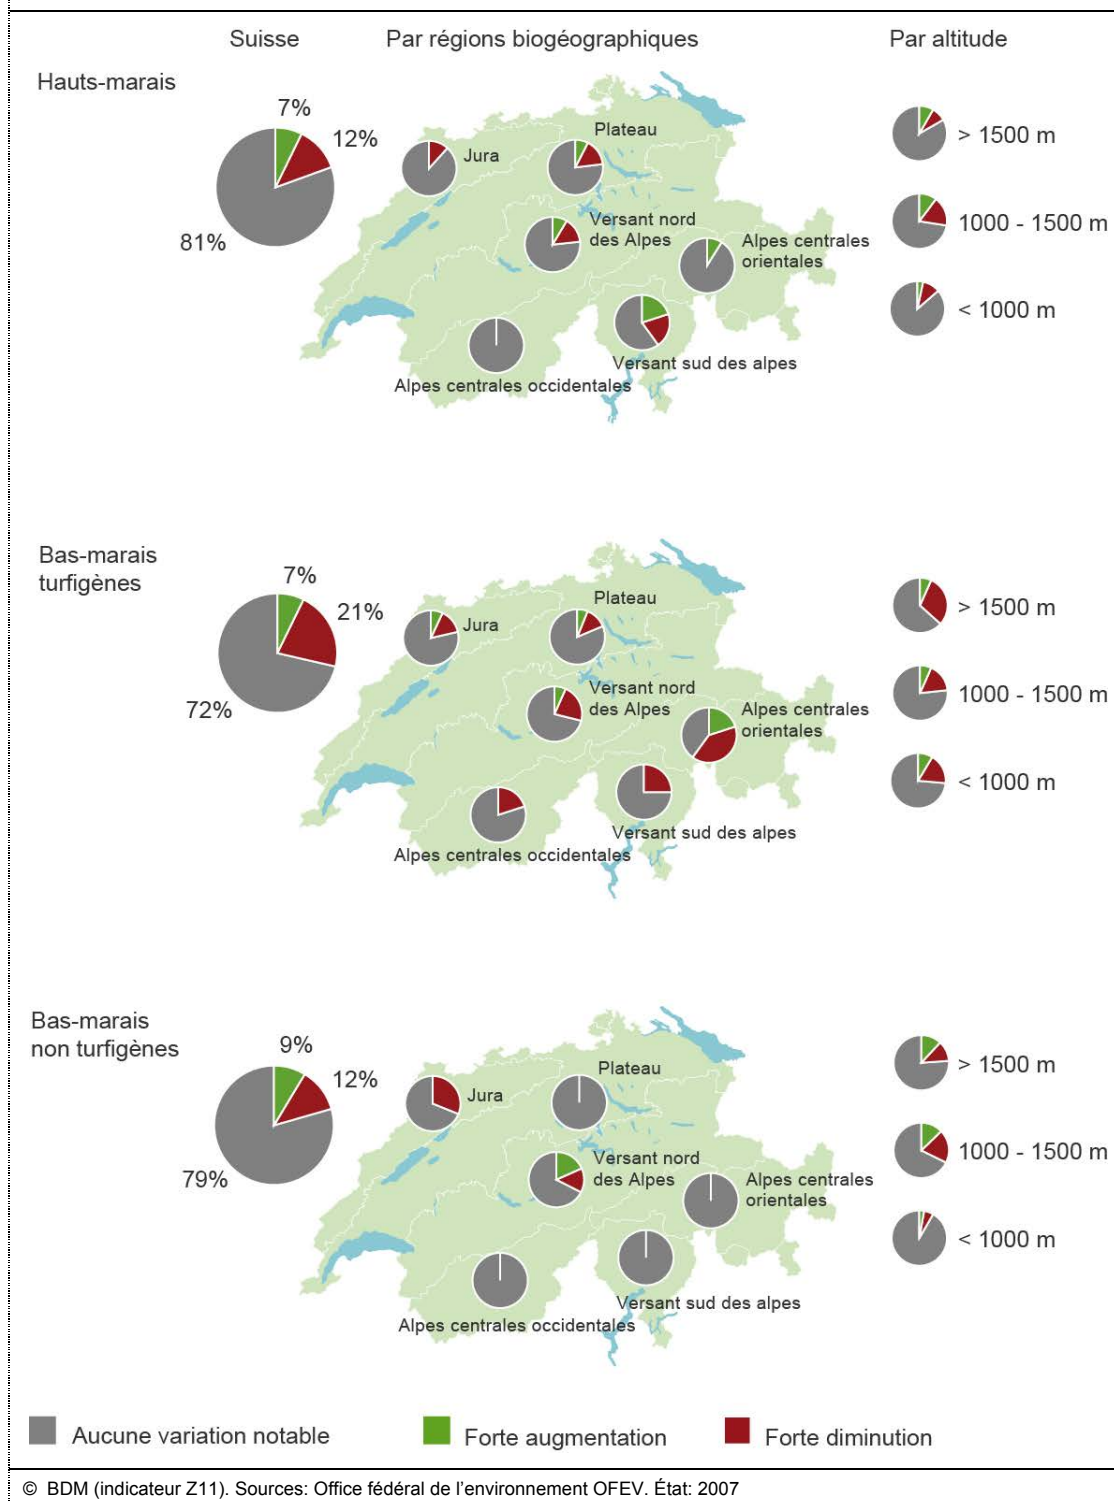 Suisse Par régions biogéographiques Par altitude
Hauts-marais
7%
12%
81%
Jura
Plateau
Versant nord
des Alpes
Alpes centrales
orientales
Versant sud des alpes
Alpes centrales occidentales
> 1500 m
1000 - 1500 m
< 1000 m
Bas-marais
turfigènes
7%
21%
72%
Jura
Plateau
Versant nord
des Alpes
Alpes centrales
orientales
Versant sud des alpes
Alpes centrales occidentales
> 1500 m
1000 - 1500 m
< 1000 m
Bas-marais
non turfigènes
9%
12%
79%
Jura
Plateau
Versant nord
des Alpes
Alpes centrales
orientales
Versant sud des alpes
Alpes centrales occidentales
> 1500 m
1000 - 1500 m
< 1000 m
Aucune variation notable Forte augmentation Forte diminution
© BDM (indicateur Z11). Sources: Office fédéral de l'environnement OFEV. État: 2007